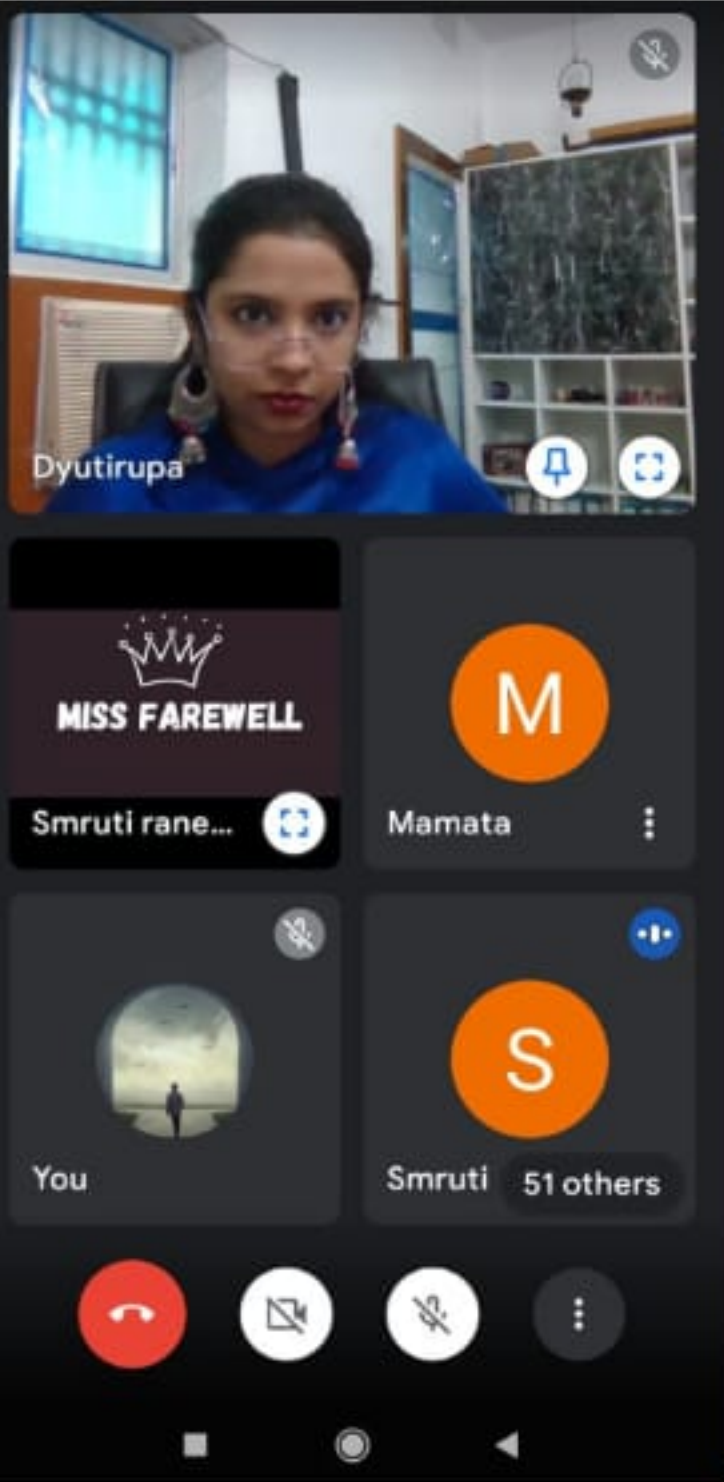 Dyutirupa
MISS FAREWELL
Smruti rane...
M
Mamata
You
S
Smruti
51 others